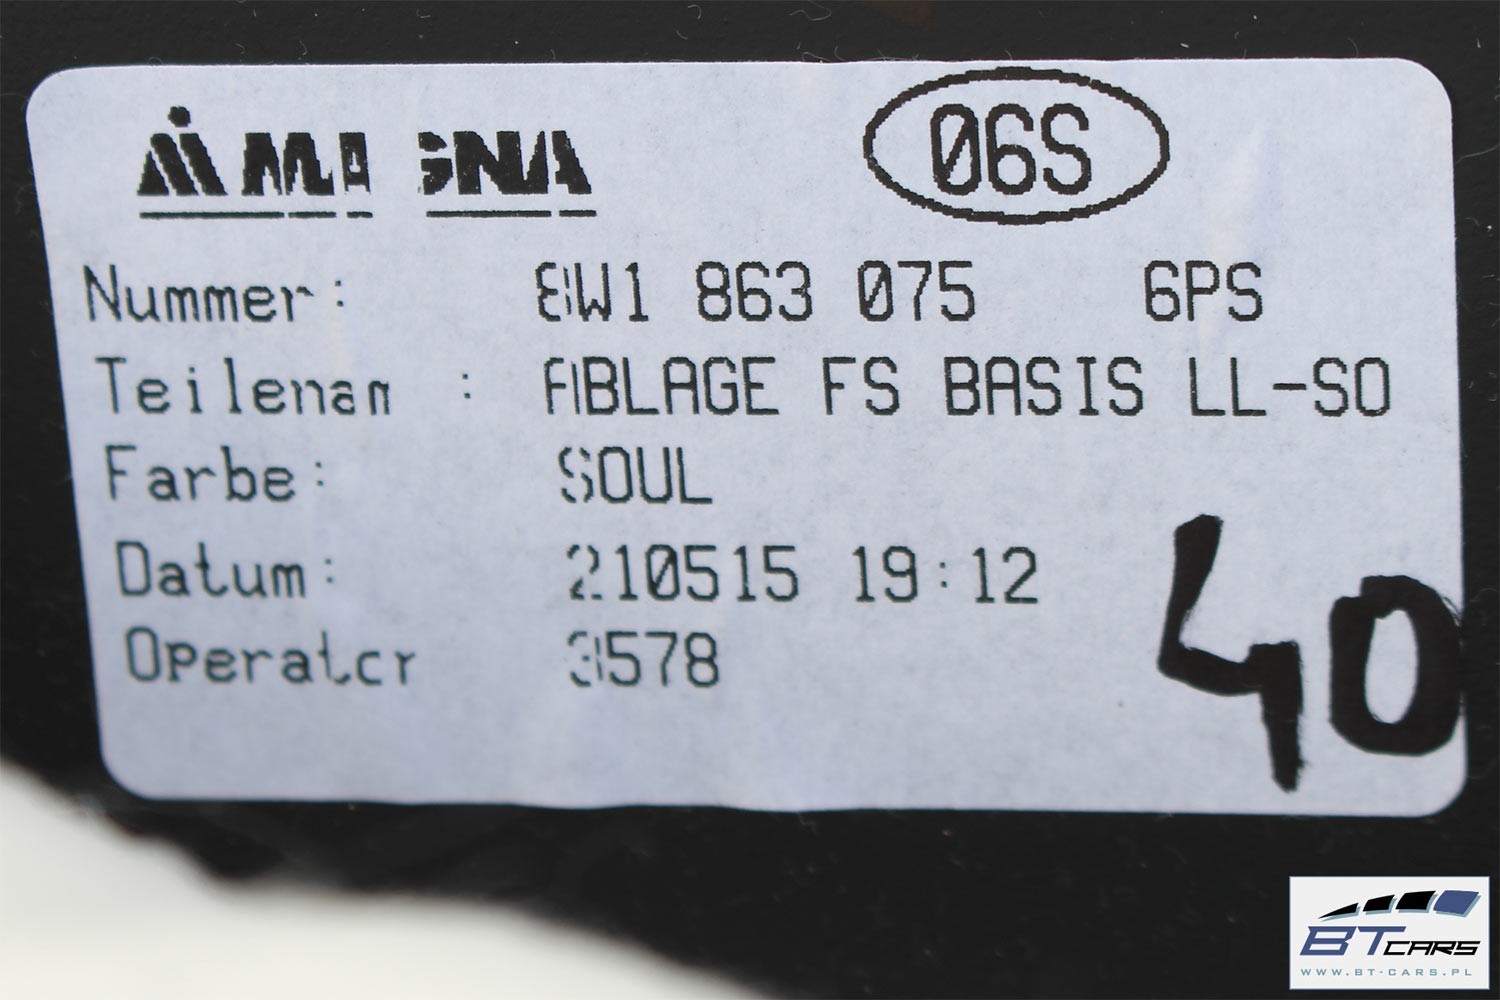 MAGNA 06S
Nummer: 8W1 863 075 6PS
Teilenam : ABLAGE FS BASIS LL-SO
Farbe: SOUL
Datum: 210515 19:12
Operator 3578
40
BT CARS
WWW.BT-CARS.PL